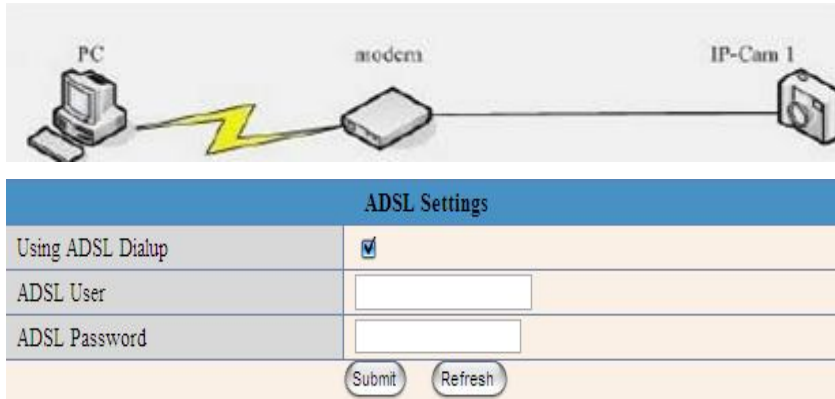 PC
modem
IP-Cam 1
ADSL Settings
Using ADSL Dialup
ADSL User
ADSL Password
Submit Refresh